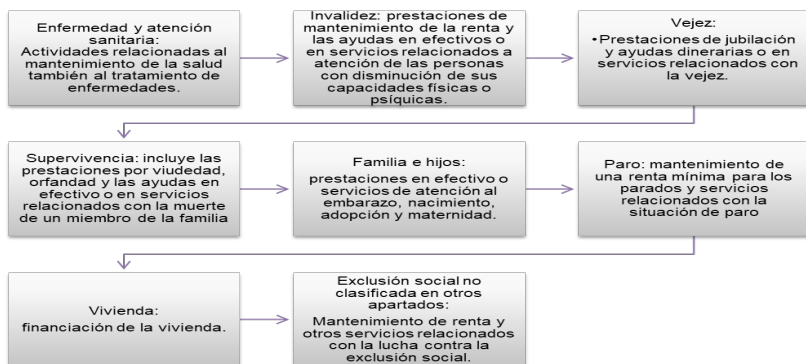 Enfermedad y atención
sanitaria:
Actividades relacionadas al
mantenimiento de la salud
también al tratamiento de
enfermedades.
Invalidez: prestaciones de
mantenimiento de la renta y
las ayudas en efectivos o
en servicios relacionados a
atención de las personas
con disminución de sus
capacidades físicas o
psíquicas.
Vejez:
•Prestaciones de jubilación
y ayudas dinerarias o en
servicios relacionados con
la vejez.
Supervivencia: incluye las
prestaciones por viudedad,
orfandad y las ayudas en
efectivo o en servicios
relacionados con la muerte
de un miembro de la familia
Familia e hijos:
prestaciones en efectivo o
servicios de atención al
embarazo, nacimiento,
adopción y maternidad.
Paro: mantenimiento de
una renta mínima para los
parados y servicios
relacionados con la
situación de paro
Vivienda:
financiación de la vivienda.
Exclusión social no
clasificada en otros
apartados:
Mantenimiento de renta y
otros servicios relacionados
con la lucha contra la
exclusión social.